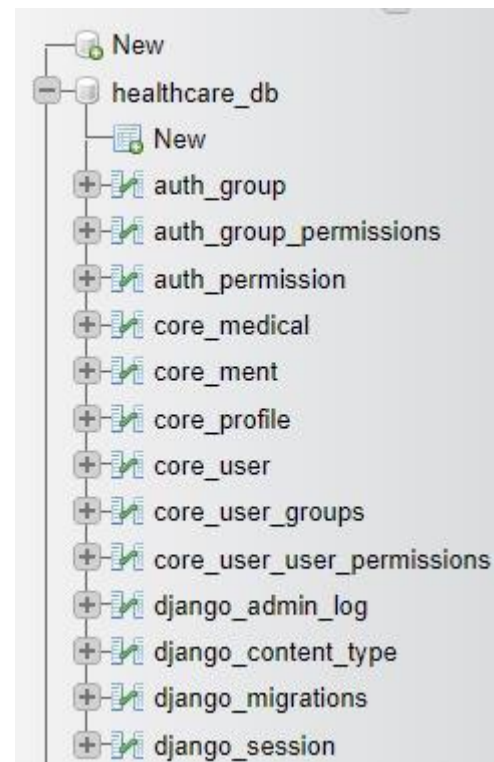 New
healthcare_db
New
auth_group
auth_group_permissions
auth_permission
core_medical
core_ment
core_profile
core_user
core_user_groups
core_user_user_permissions
django_admin_log
django_content_type
django_migrations
django_session